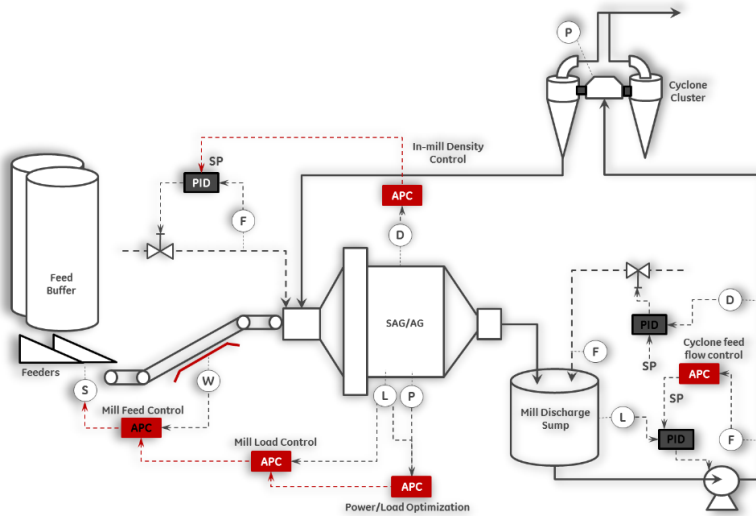 P
Cyclone
Cluster
In-mill Density
Control
SP
PID
APC
F
D
Feed
Buffer
SAG/AG
D
PID
Cyclone feed
flow control
F
SP
APC
Feeders
S
W
L
P
SP
Mill Feed Control
APC
Mill Discharge
Sump
L
PID
F
Mill Load Control
APC
APC
Power/Load Optimization